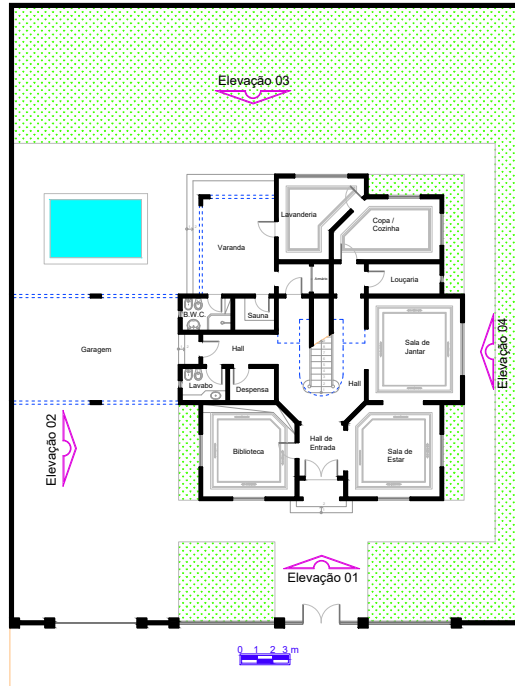 Elevação 03
Lavanderia
Copa /
Cozinha
Varanda
Louçaria
B.W.C.
Sauna
Garagem
Hall
Sala de
Jantar
Elevação 04
Lavabo
Despensa
Hall
Elevação 02
Biblioteca
Hall de
Entrada
Sala de
Estar
Elevação 01
0 1 2 3 m